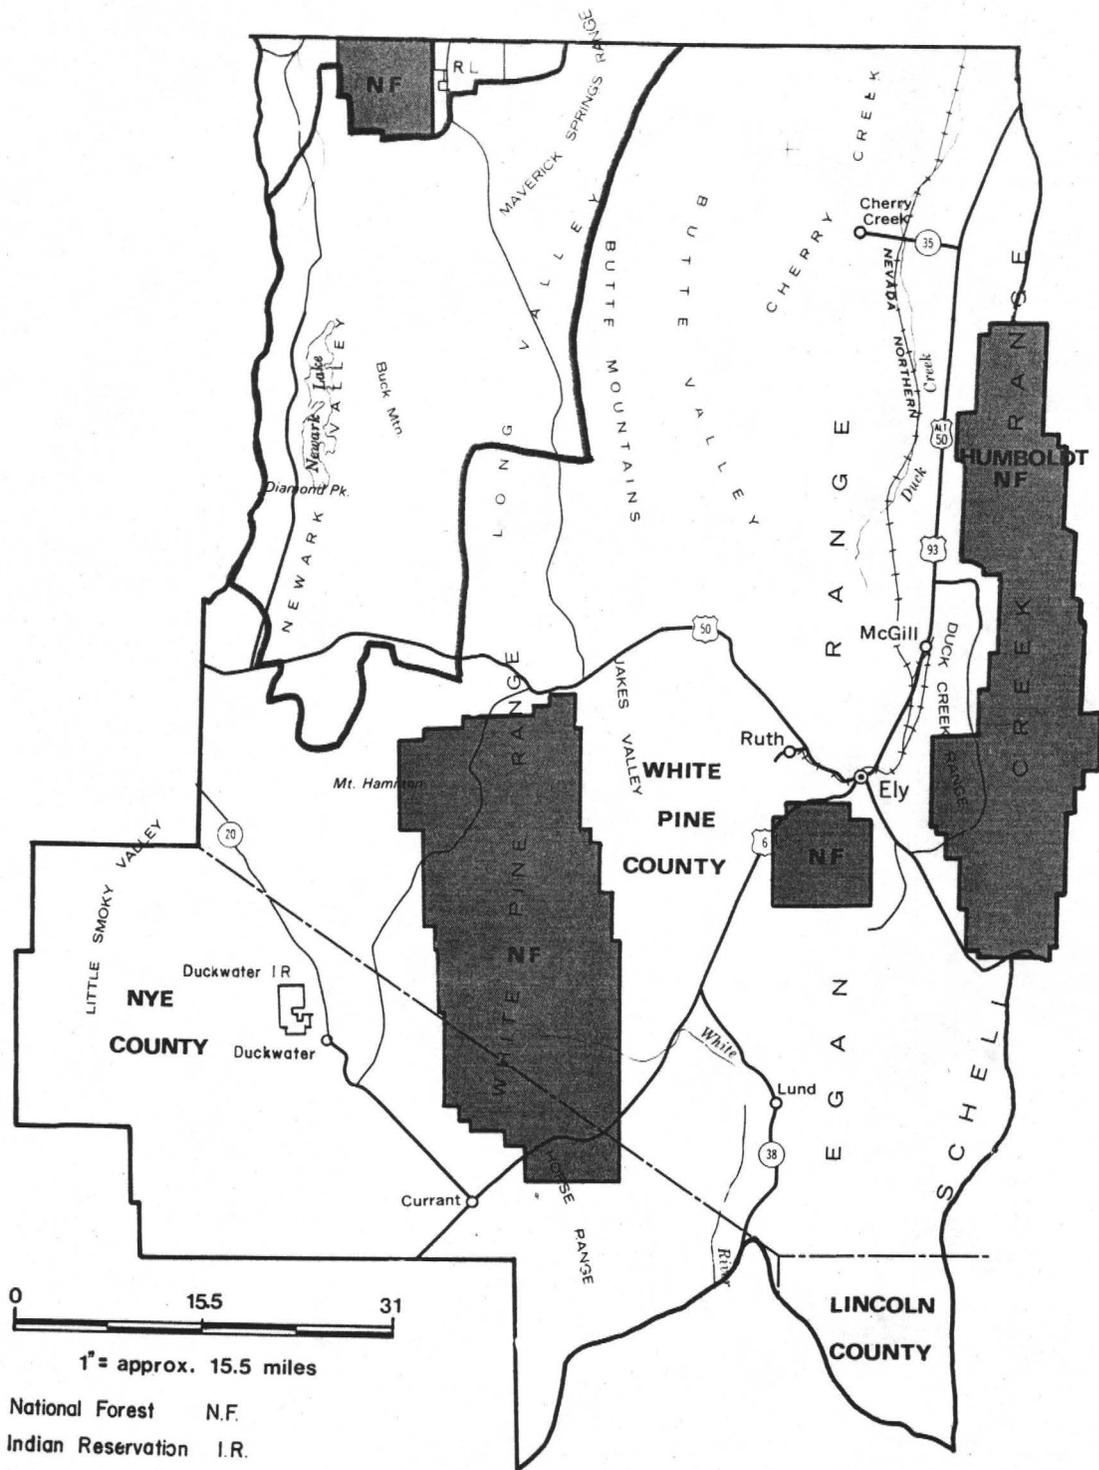 NF
RL
MAVERICK SPRINGS RANGE
CHERRY CREEK
Cherry
Creek
35
NEVADA NORTHERN
LONG VALLEY
BUTTE MOUNTAINS
BUTTE VALLEY
Newark Lake
NEWARK VALLEY
Buck Mtn
Diamond Pk.
Duck Creek
ALT
50
93
HUMBOLDT
NF
SCHELL CREEK RANSE
EGAN RANGE
McGill
DUCK CREEK RANGE
50
JAKES VALLEY
Ruth
Ely
WHITE
PINE
COUNTY
Mt. Hamilton
WHITE PINE RANGE
NF
6
NF
20
LITTLE SMOKY VALLEY
Duckwater I R
NYE
COUNTY
Duckwater
White River
Lund
38
Currant
HORSE RANGE
LINCOLN
COUNTY
0 15.5 31
1"= approx. 15.5 miles
National Forest N.F.
Indian Reservation I.R.